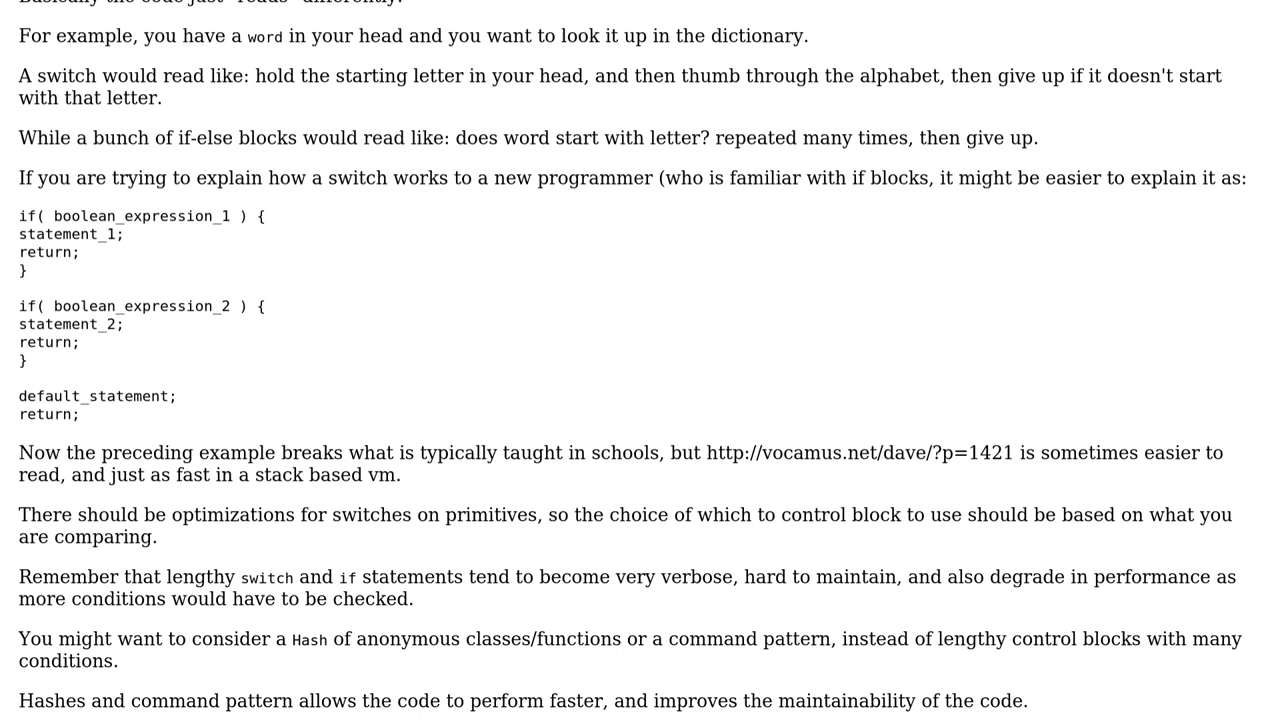 Basically the code just "reads" differently.
For example, you have a word in your head and you want to look it up in the dictionary.
A switch would read like: hold the starting letter in your head, and then thumb through the alphabet, then give up if it doesn't start
with that letter.
While a bunch of if-else blocks would read like: does word start with letter? repeated many times, then give up.
If you are trying to explain how a switch works to a new programmer (who is familiar with if blocks, it might be easier to explain it as:
if( boolean_expression_1 ) {
statement_1;
return;
}
if( boolean_expression_2 ) {
statement_2;
return;
}
default_statement;
return;
Now the preceding example breaks what is typically taught in schools, but http://vocamus.net/dave/?p=1421 is sometimes easier to
read, and just as fast in a stack based vm.
There should be optimizations for switches on primitives, so the choice of which to control block to use should be based on what you
are comparing.
Remember that lengthy switch and if statements tend to become very verbose, hard to maintain, and also degrade in performance as
more conditions would have to be checked.
You might want to consider a Hash of anonymous classes/functions or a command pattern, instead of lengthy control blocks with many
conditions.
Hashes and command pattern allows the code to perform faster, and improves the maintainability of the code.